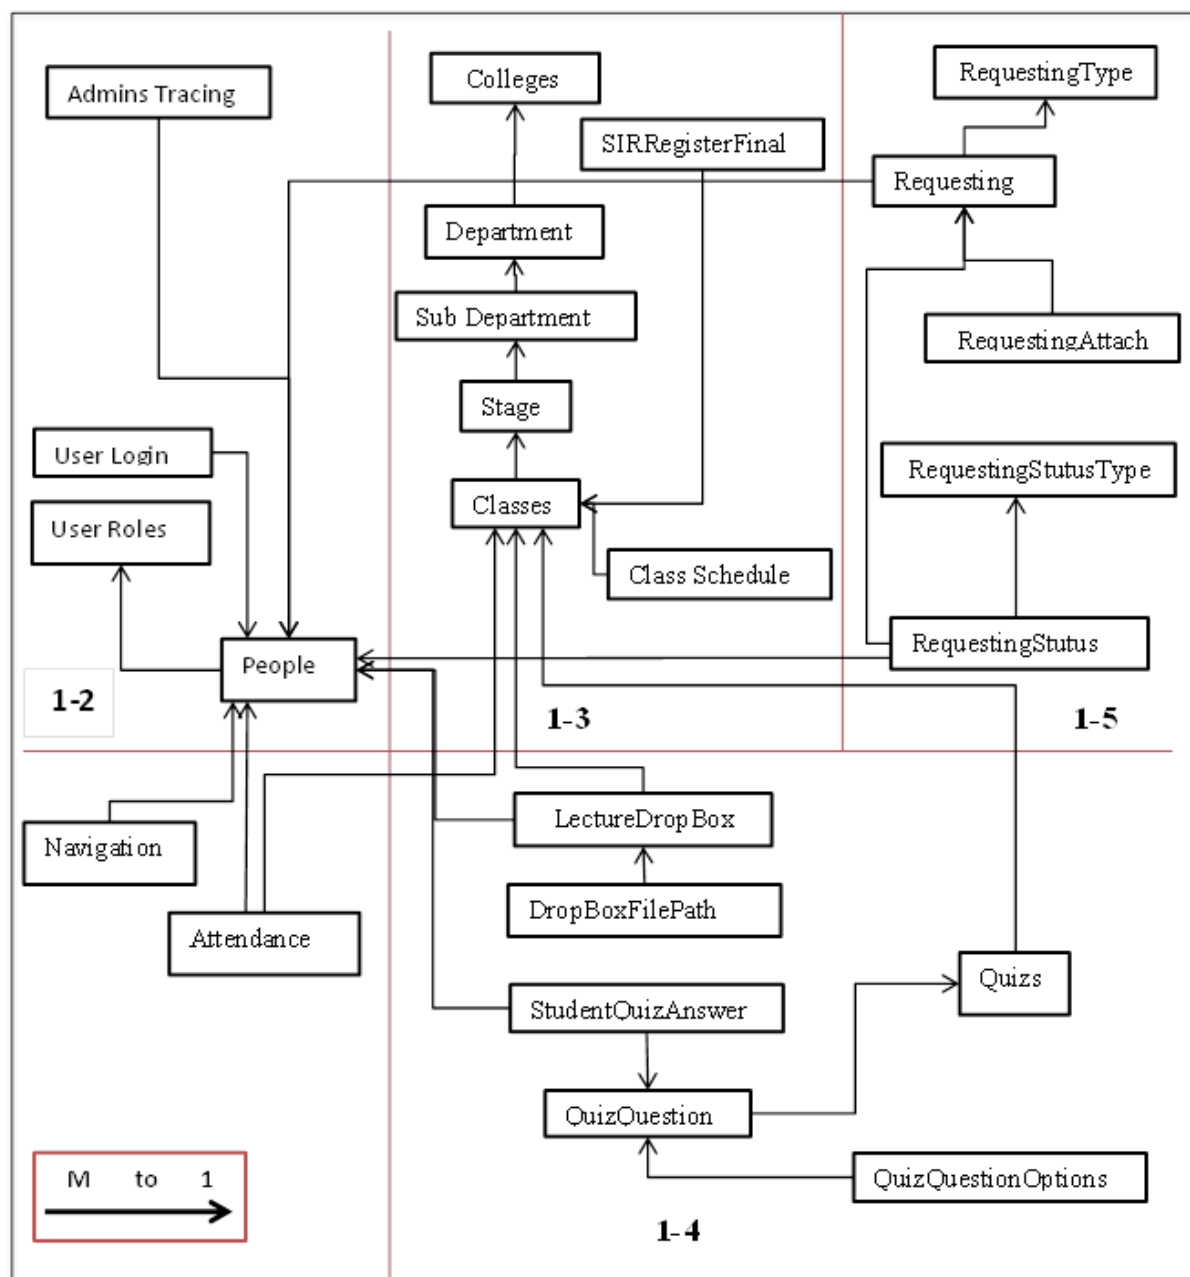 Admins Tracing
Colleges
RequestingType
SIRRegisterFinal
Requesting
Department
Sub Department
RequestingAttach
Stage
User Login
RequestingStutusType
Classes
User Roles
Class Schedule
RequestingStutus
People
1-2
1-3
1-5
LectureDropBox
Navigation
DropBoxFilePath
Attendance
Quizs
StudentQuizAnswer
QuizQuestion
M to 1
QuizQuestionOptions
1-4